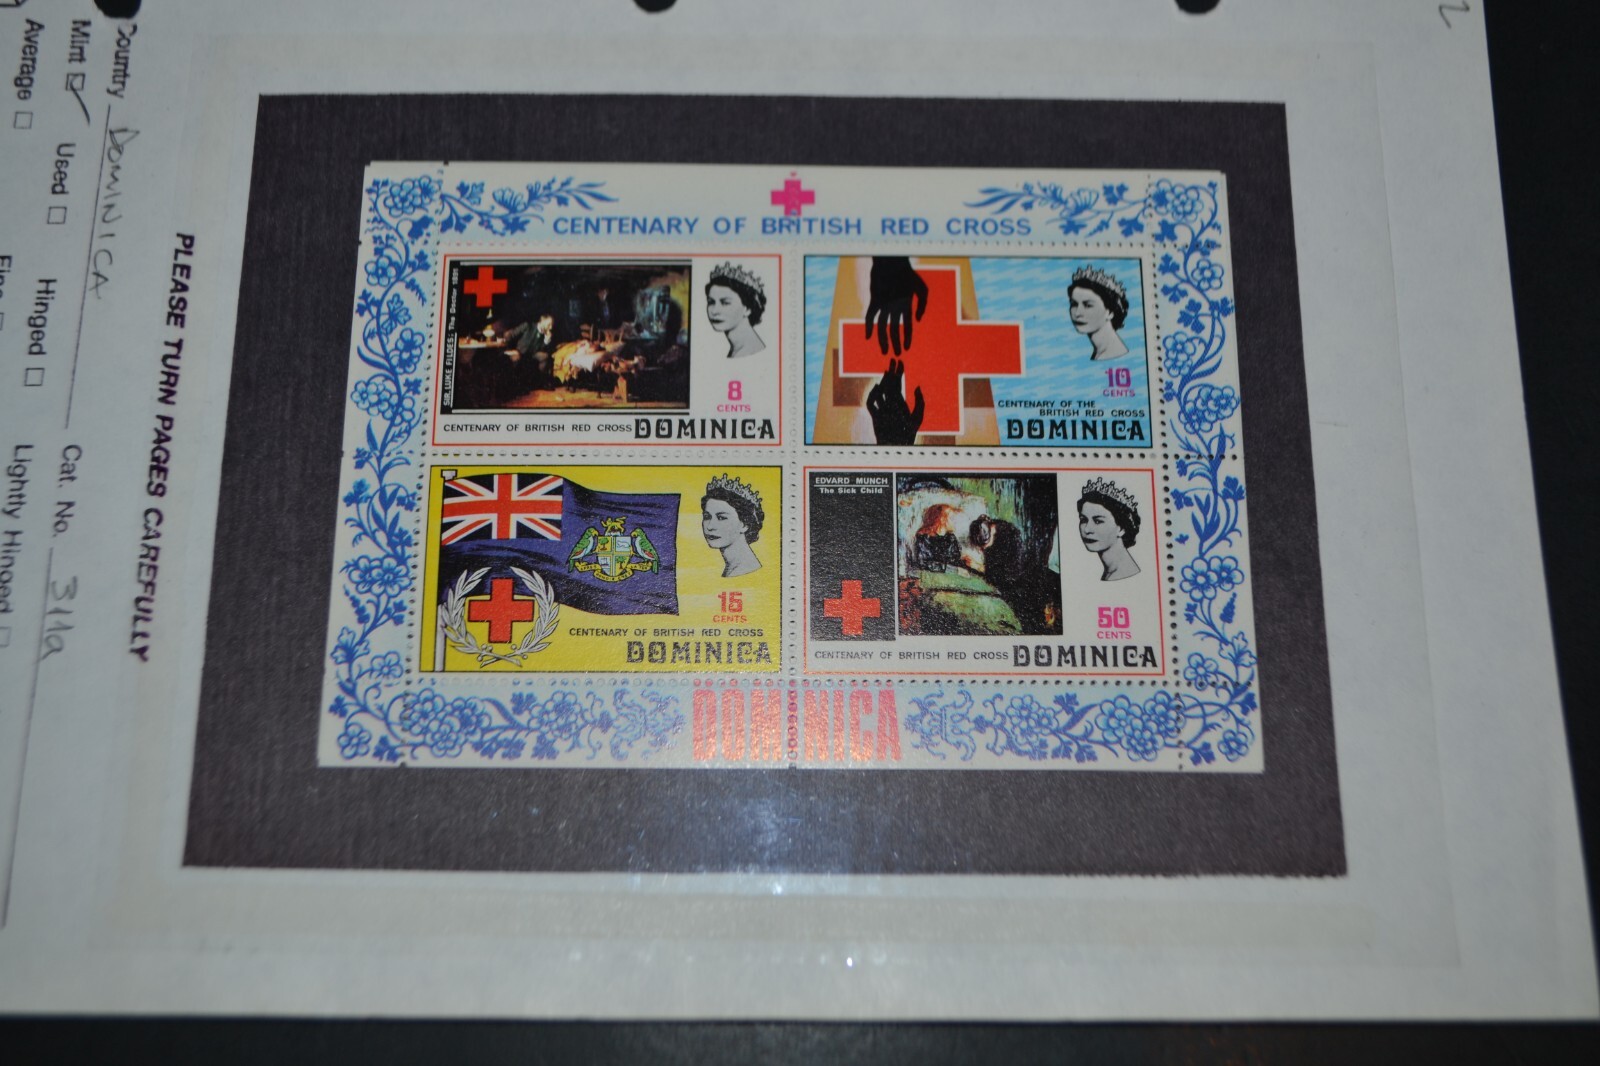 Country DOMINICA Cat. No. 311a
Mint Used Hinged Lightly Hinged
Average
PLEASE TURN PAGES CAREFULLY
2
CENTENARY OF BRITISH RED CROSS
SIR LUKE FILDES: The Doctor 1891
8
CENTS
CENTENARY OF BRITISH RED CROSS DOMINICA
10
CENTS
CENTENARY OF THE
BRITISH RED CROSS
DOMINICA
15
CENTS
CENTENARY OF BRITISH RED CROSS
DOMINICA
EDVARD MUNCH
The Sick Child
50
CENTS
CENTENARY OF BRITISH RED CROSS DOMINICA
DOMINICA